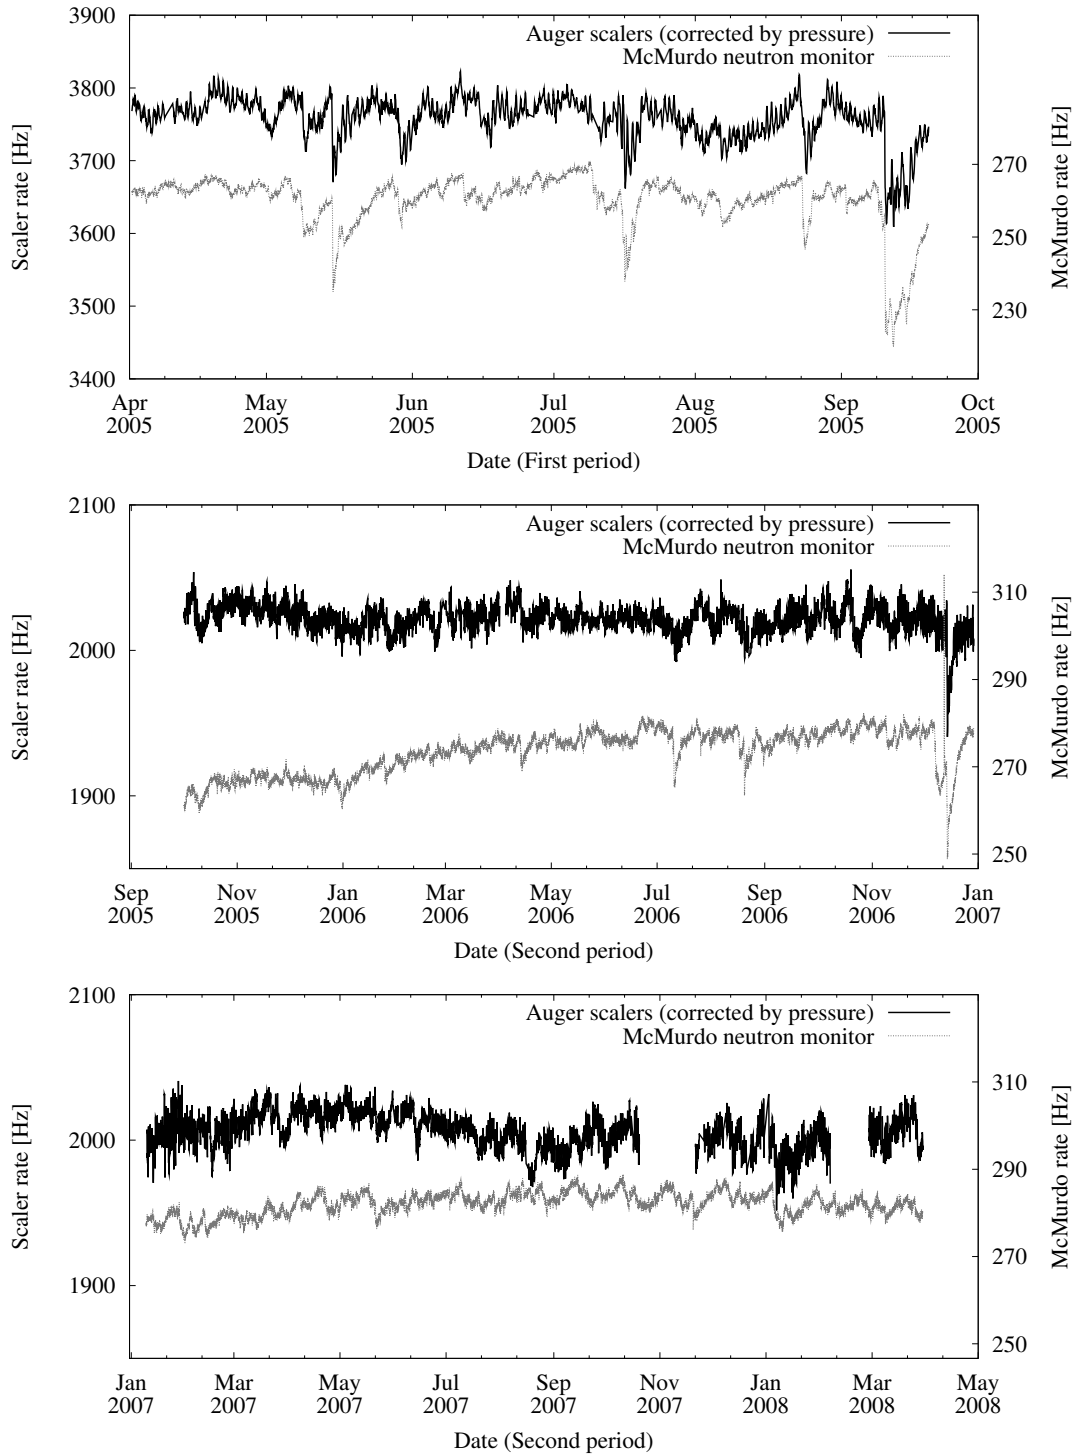 3900
3800
3700
3600
3500
3400
Scaler rate [Hz]
Auger scalers (corrected by pressure)
McMurdo neutron monitor
270
250
230
McMurdo rate [Hz]
Apr May Jun Jul Aug Sep Oct
2005 2005 2005 2005 2005 2005 2005
Date (First period)
2100
2000
1900
Scaler rate [Hz]
Auger scalers (corrected by pressure)
McMurdo neutron monitor
310
290
270
250
McMurdo rate [Hz]
Sep Nov Jan Mar May Jul Sep Nov Jan
2005 2005 2006 2006 2006 2006 2006 2006 2007
Date (Second period)
2100
2000
1900
Scaler rate [Hz]
Auger scalers (corrected by pressure)
McMurdo neutron monitor
310
290
270
250
McMurdo rate [Hz]
Jan Mar May Jul Sep Nov Jan Mar May
2007 2007 2007 2007 2007 2007 2008 2008 2008
Date (Second period)